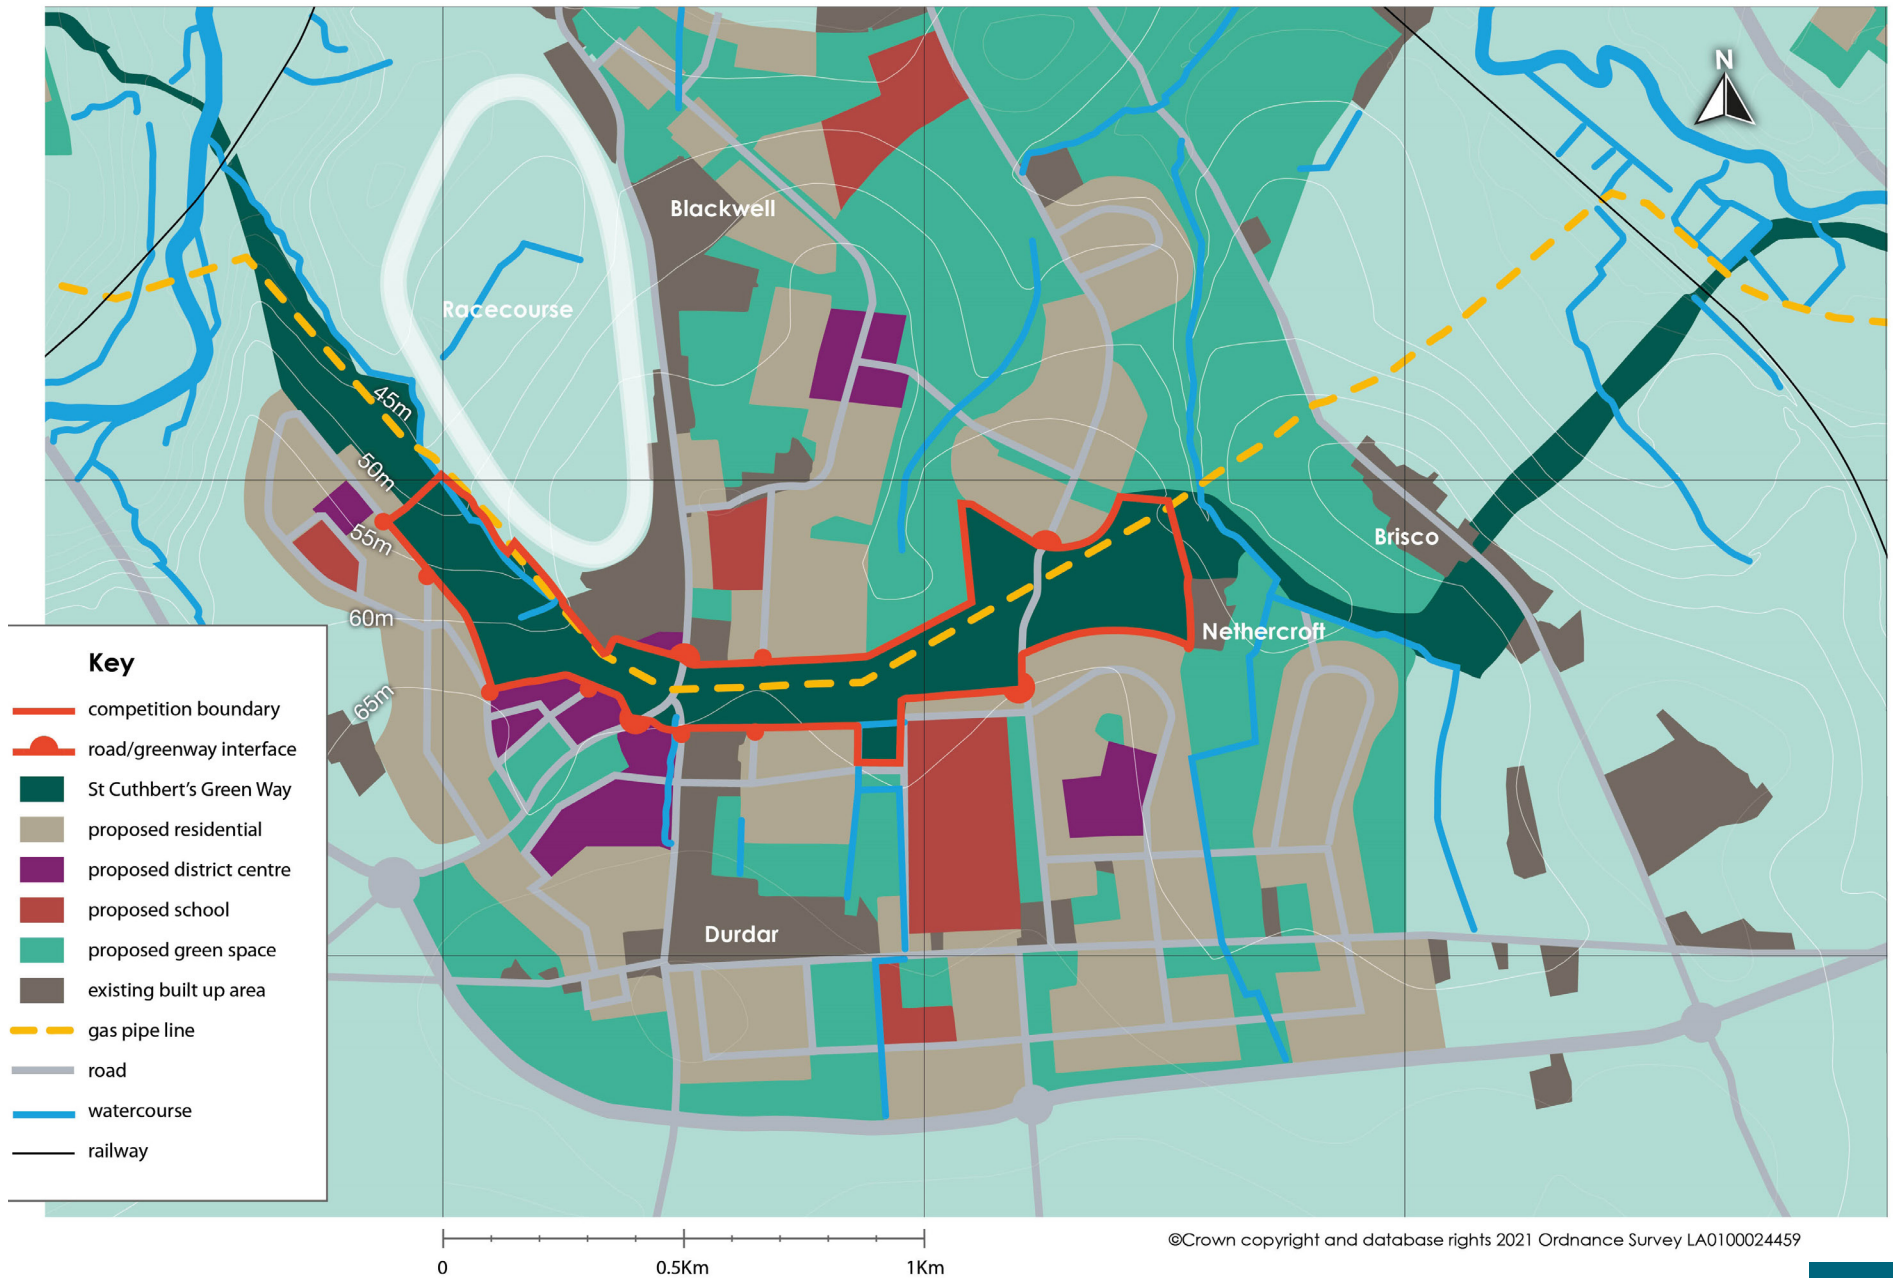 N
Blackwell
Racecourse
45m
50m
55m
Brisco
60m
Nethercroft
65m
Durdar
Key
competition boundary
road/greenway interface
St Cuthbert's Green Way
proposed residential
proposed district centre
proposed school
proposed green space
existing built up area
gas pipe line
road
watercourse
railway
©Crown copyright and database rights 2021 Ordnance Survey LA0100024459
0 0.5Km 1Km